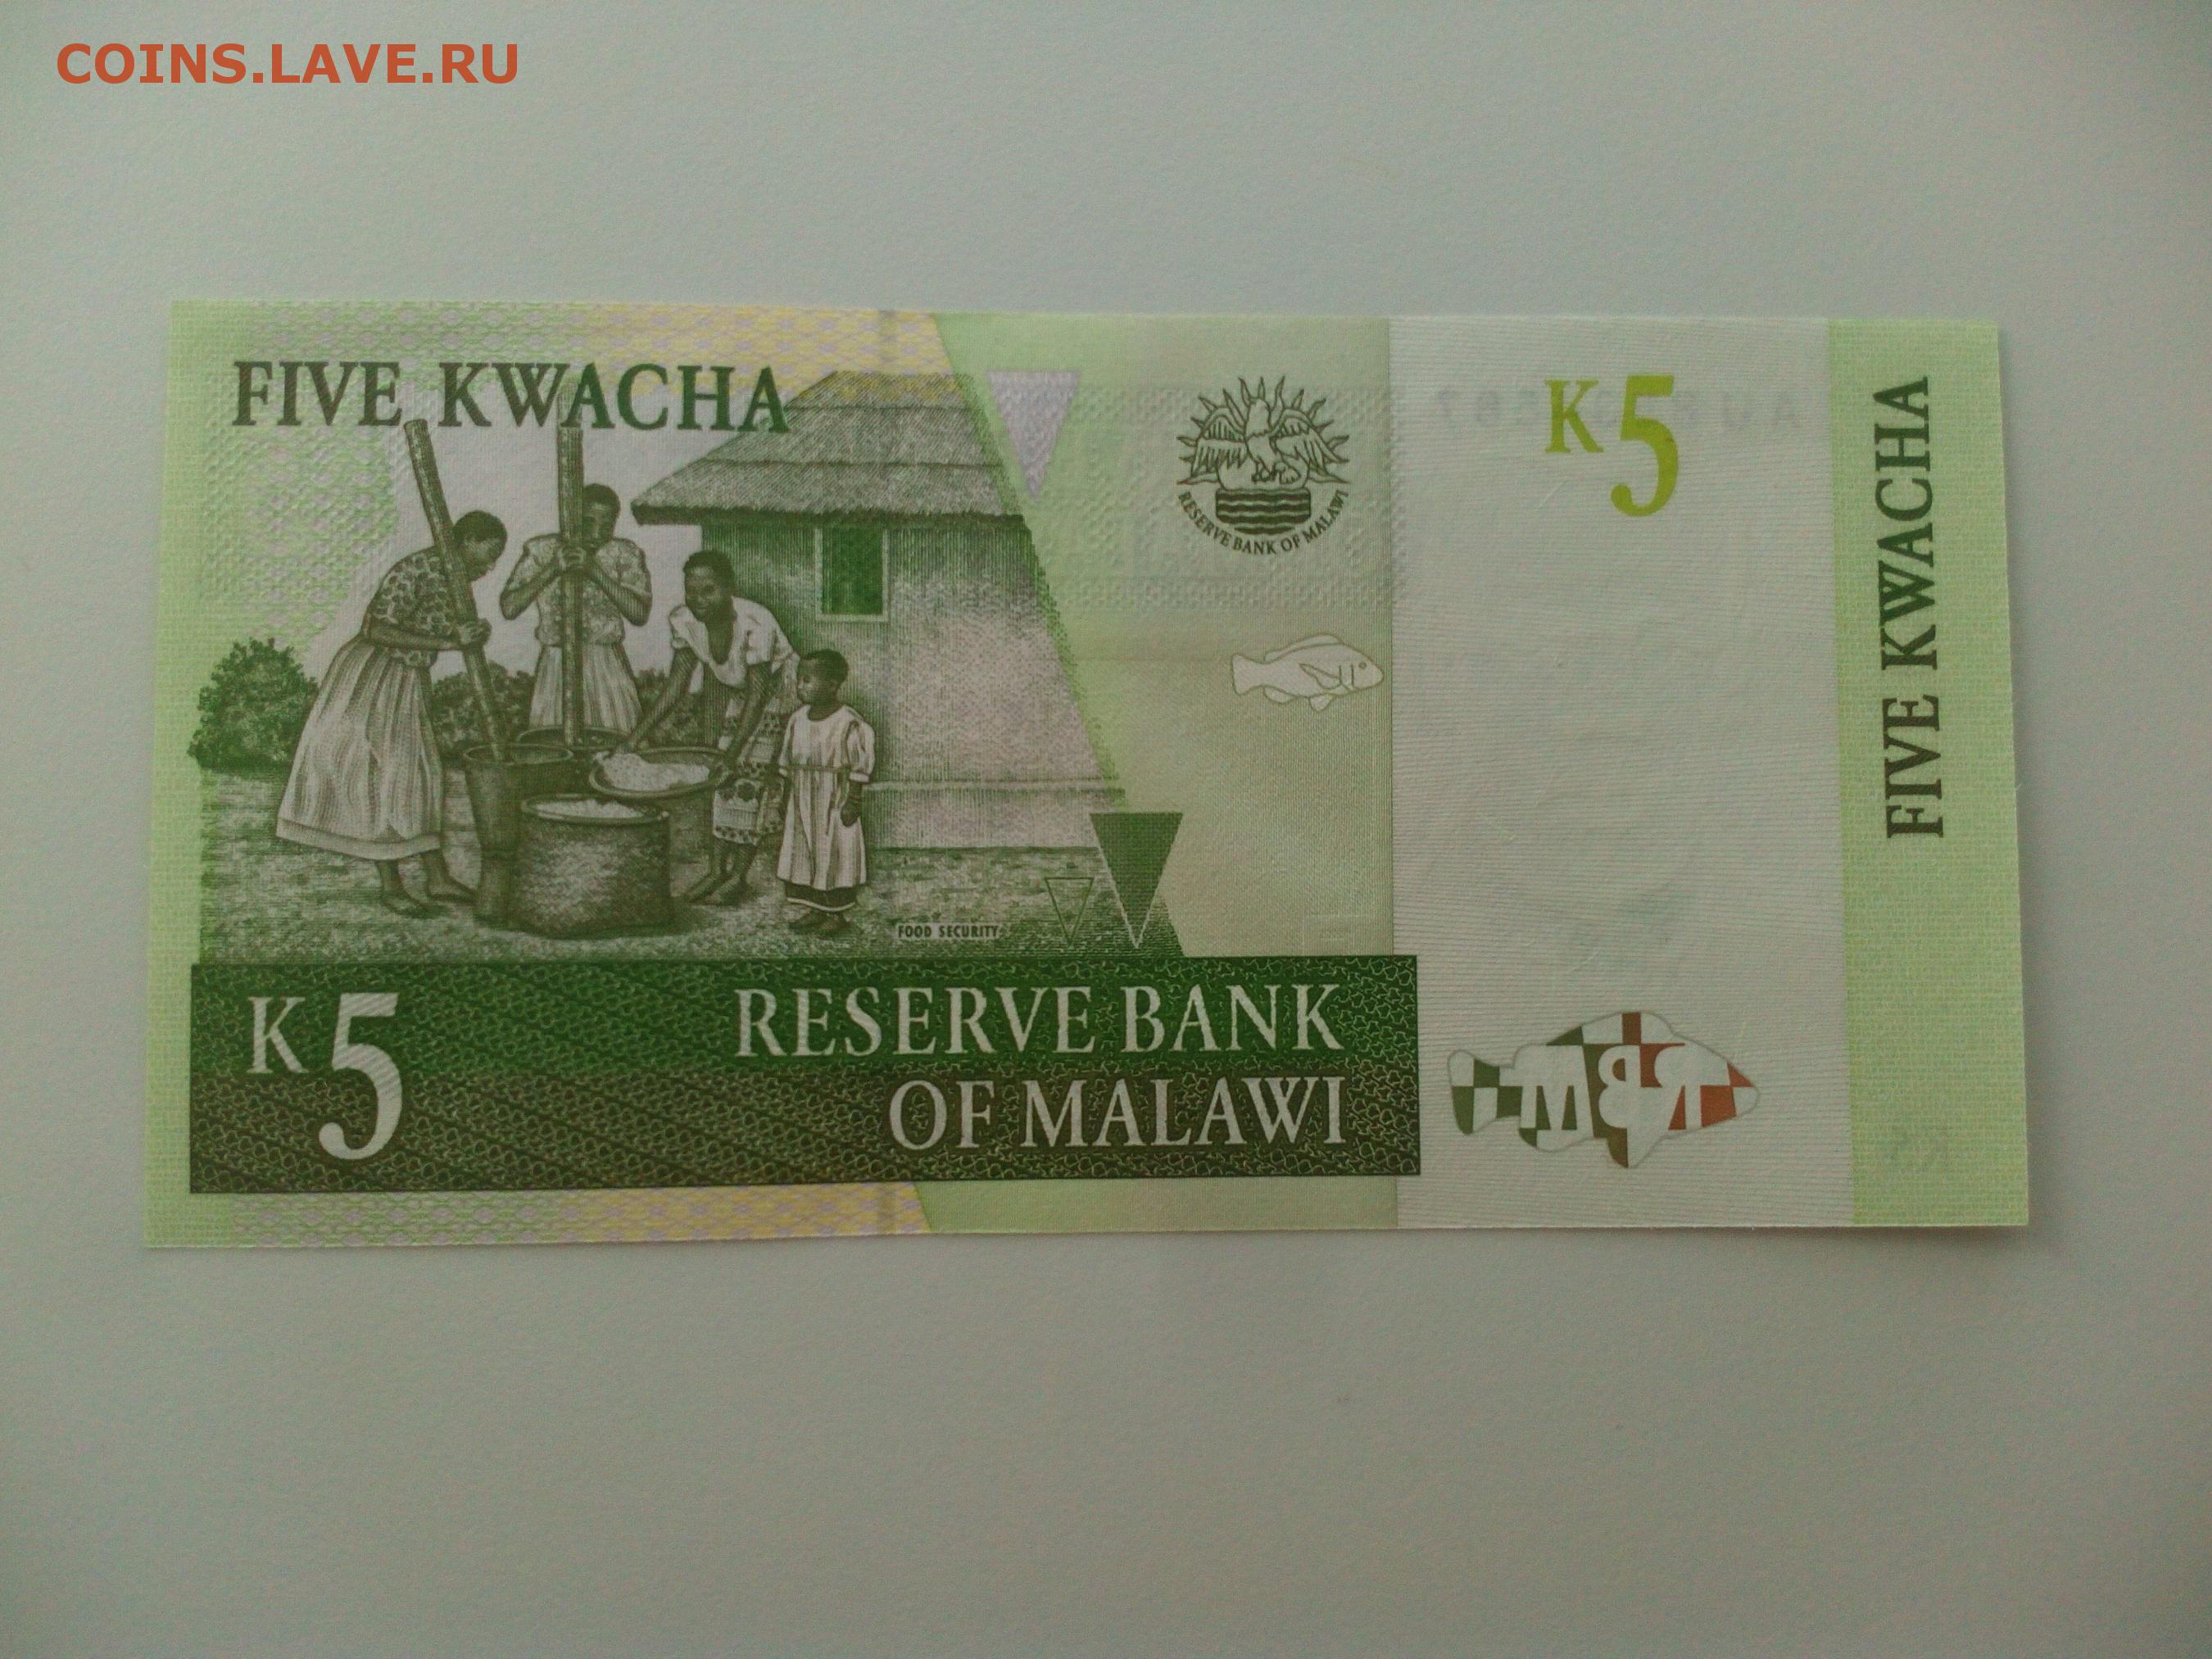 COINS.LAVE.RU
FIVE KWACHA
RESERVE BANK OF MALAWI
K5
FIVE KWACHA
FOOD SECURITY
K5
RESERVE BANK
OF MALAWI
RBM